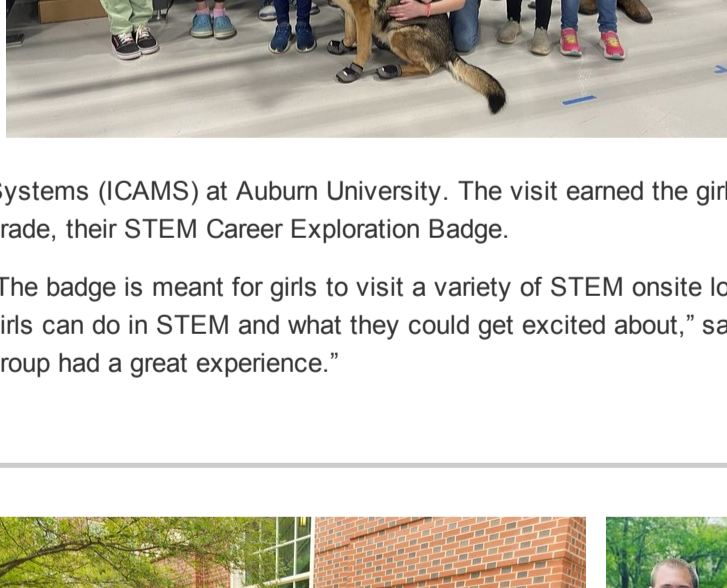 Systems (ICAMS) at Auburn University. The visit earned the girl
rade, their STEM Career Exploration Badge.
The badge is meant for girls to visit a variety of STEM onsite lo
irls can do in STEM and what they could get excited about,” sa
roup had a great experience.”